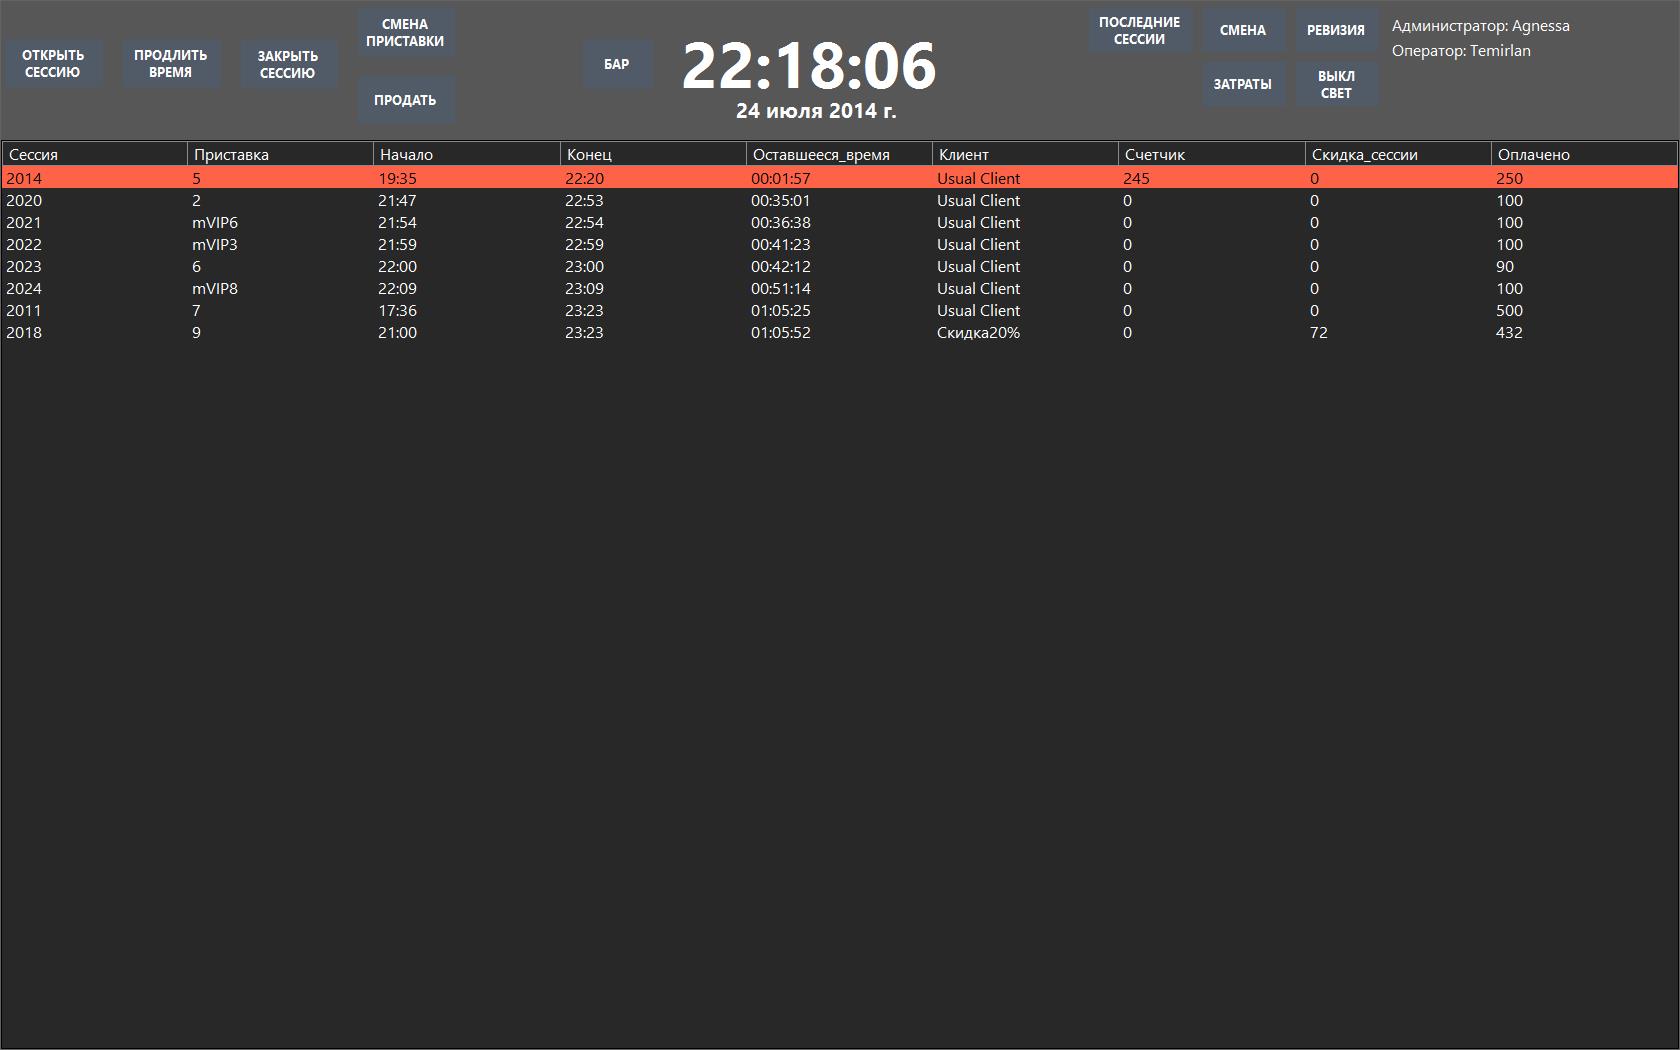 ОТКРЫТЬ
СЕССИЮ
ПРОДЛИТЬ
ВРЕМЯ
ЗАКРЫТЬ
СЕССИЮ
СМЕНА
ПРИСТАВКИ
ПРОДАТЬ
БАР
22:18:06
24 июля 2014 г.
ПОСЛЕДНИЕ
СЕССИИ
СМЕНА
РЕВИЗИЯ
ЗАТРАТЫ
ВЫКЛ
СВЕТ
Администратор: Agnessa
Оператор: Temirlan
Сессия Приставка Начало Конец Оставшееся_время Клиент Счетчик Скидка_сессии Оплачено
2014 5 19:35 22:20 00:01:57 Usual Client 245 0 250
2020 2 21:47 22:53 00:35:01 Usual Client 0 0 100
2021 mVIP6 21:54 22:54 00:36:38 Usual Client 0 0 100
2022 mVIP3 21:59 22:59 00:41:23 Usual Client 0 0 100
2023 6 22:00 23:00 00:42:12 Usual Client 0 0 90
2024 mVIP8 22:09 23:09 00:51:14 Usual Client 0 0 100
2011 7 17:36 23:23 01:05:25 Usual Client 0 0 500
2018 9 21:00 23:23 01:05:52 Скидка20% 0 72 432